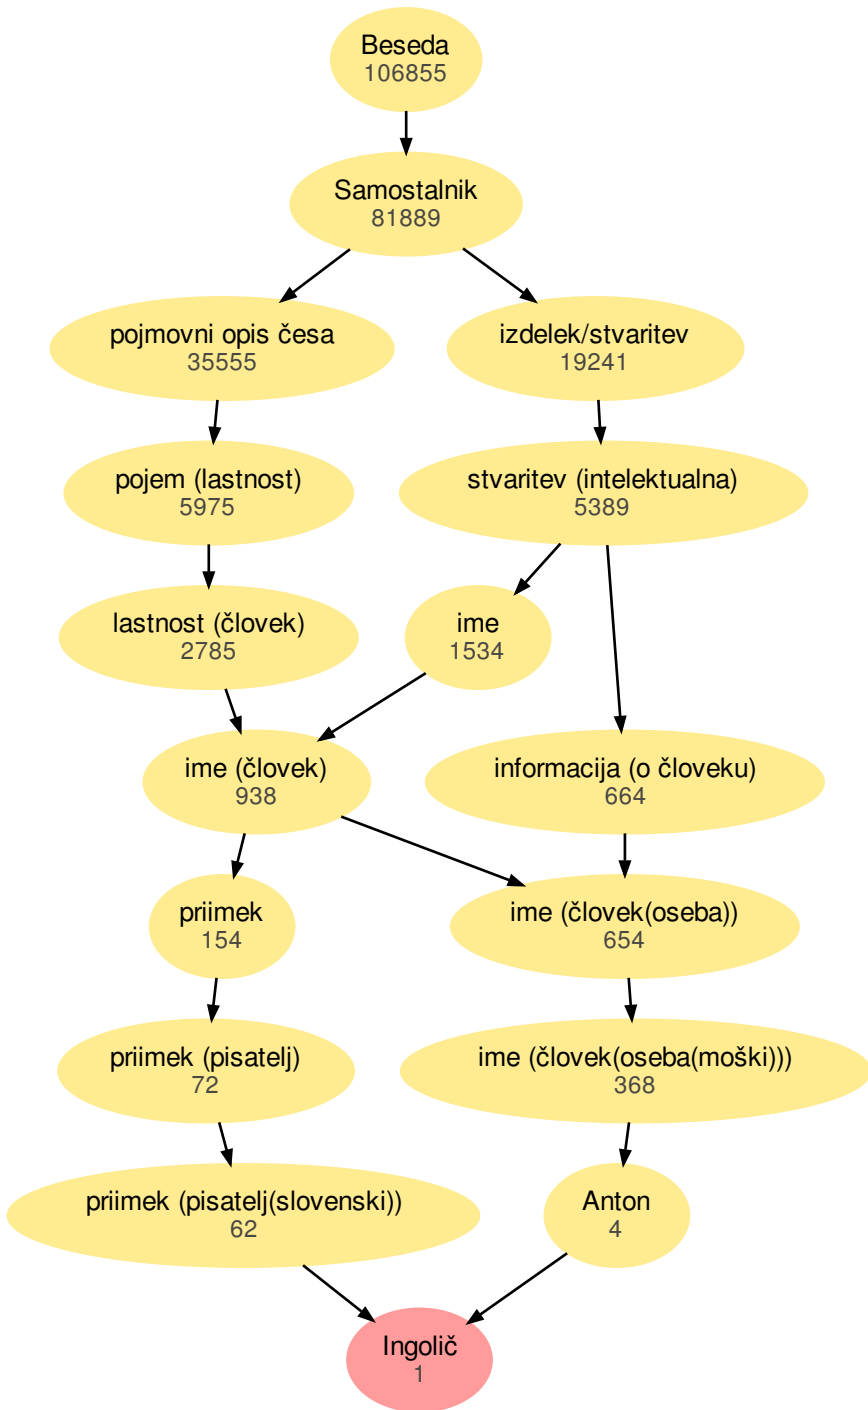 Beseda
106855
Samostalnik
81889
pojmovni opis česa
35555
izdelek/stvaritev
19241
pojem (lastnost)
5975
stvaritev (intelektualna)
5389
lastnost (človek)
2785
ime
1534
ime (človek)
938
informacija (o človeku)
664
priimek
154
ime (človek(oseba))
654
priimek (pisatelj)
72
ime (človek(oseba(moški)))
368
priimek (pisatelj(slovenski))
62
Anton
4
Ingolič
1